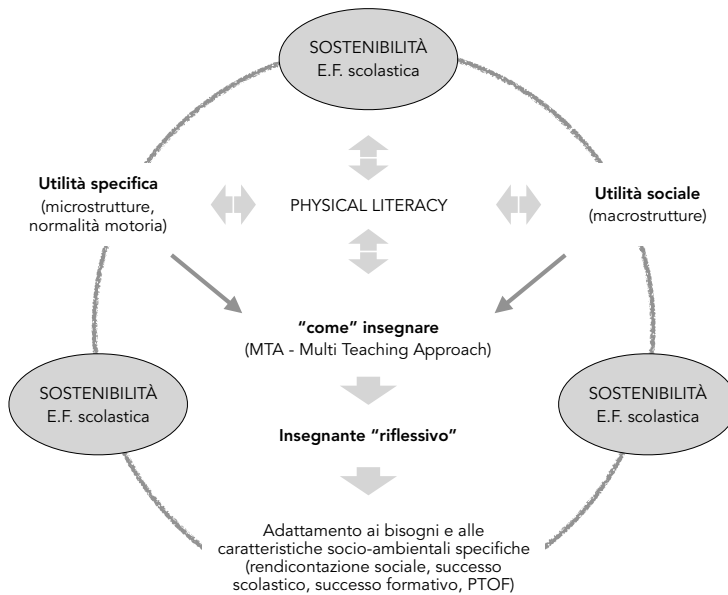 SOSTENIBILITÀ
E.F. scolastica
Utilità specifica
(microstrutture,
normalità motoria)
PHYSICAL LITERACY
Utilità sociale
(macrostrutture)
“come” insegnare
(MTA - Multi Teaching Approach)
SOSTENIBILITÀ
E.F. scolastica
SOSTENIBILITÀ
E.F. scolastica
Insegnante “riflessivo”
Adattamento ai bisogni e alle
caratteristiche socio-ambientali specifiche
(rendicontazione sociale, successo
scolastico, successo formativo, PTOF)